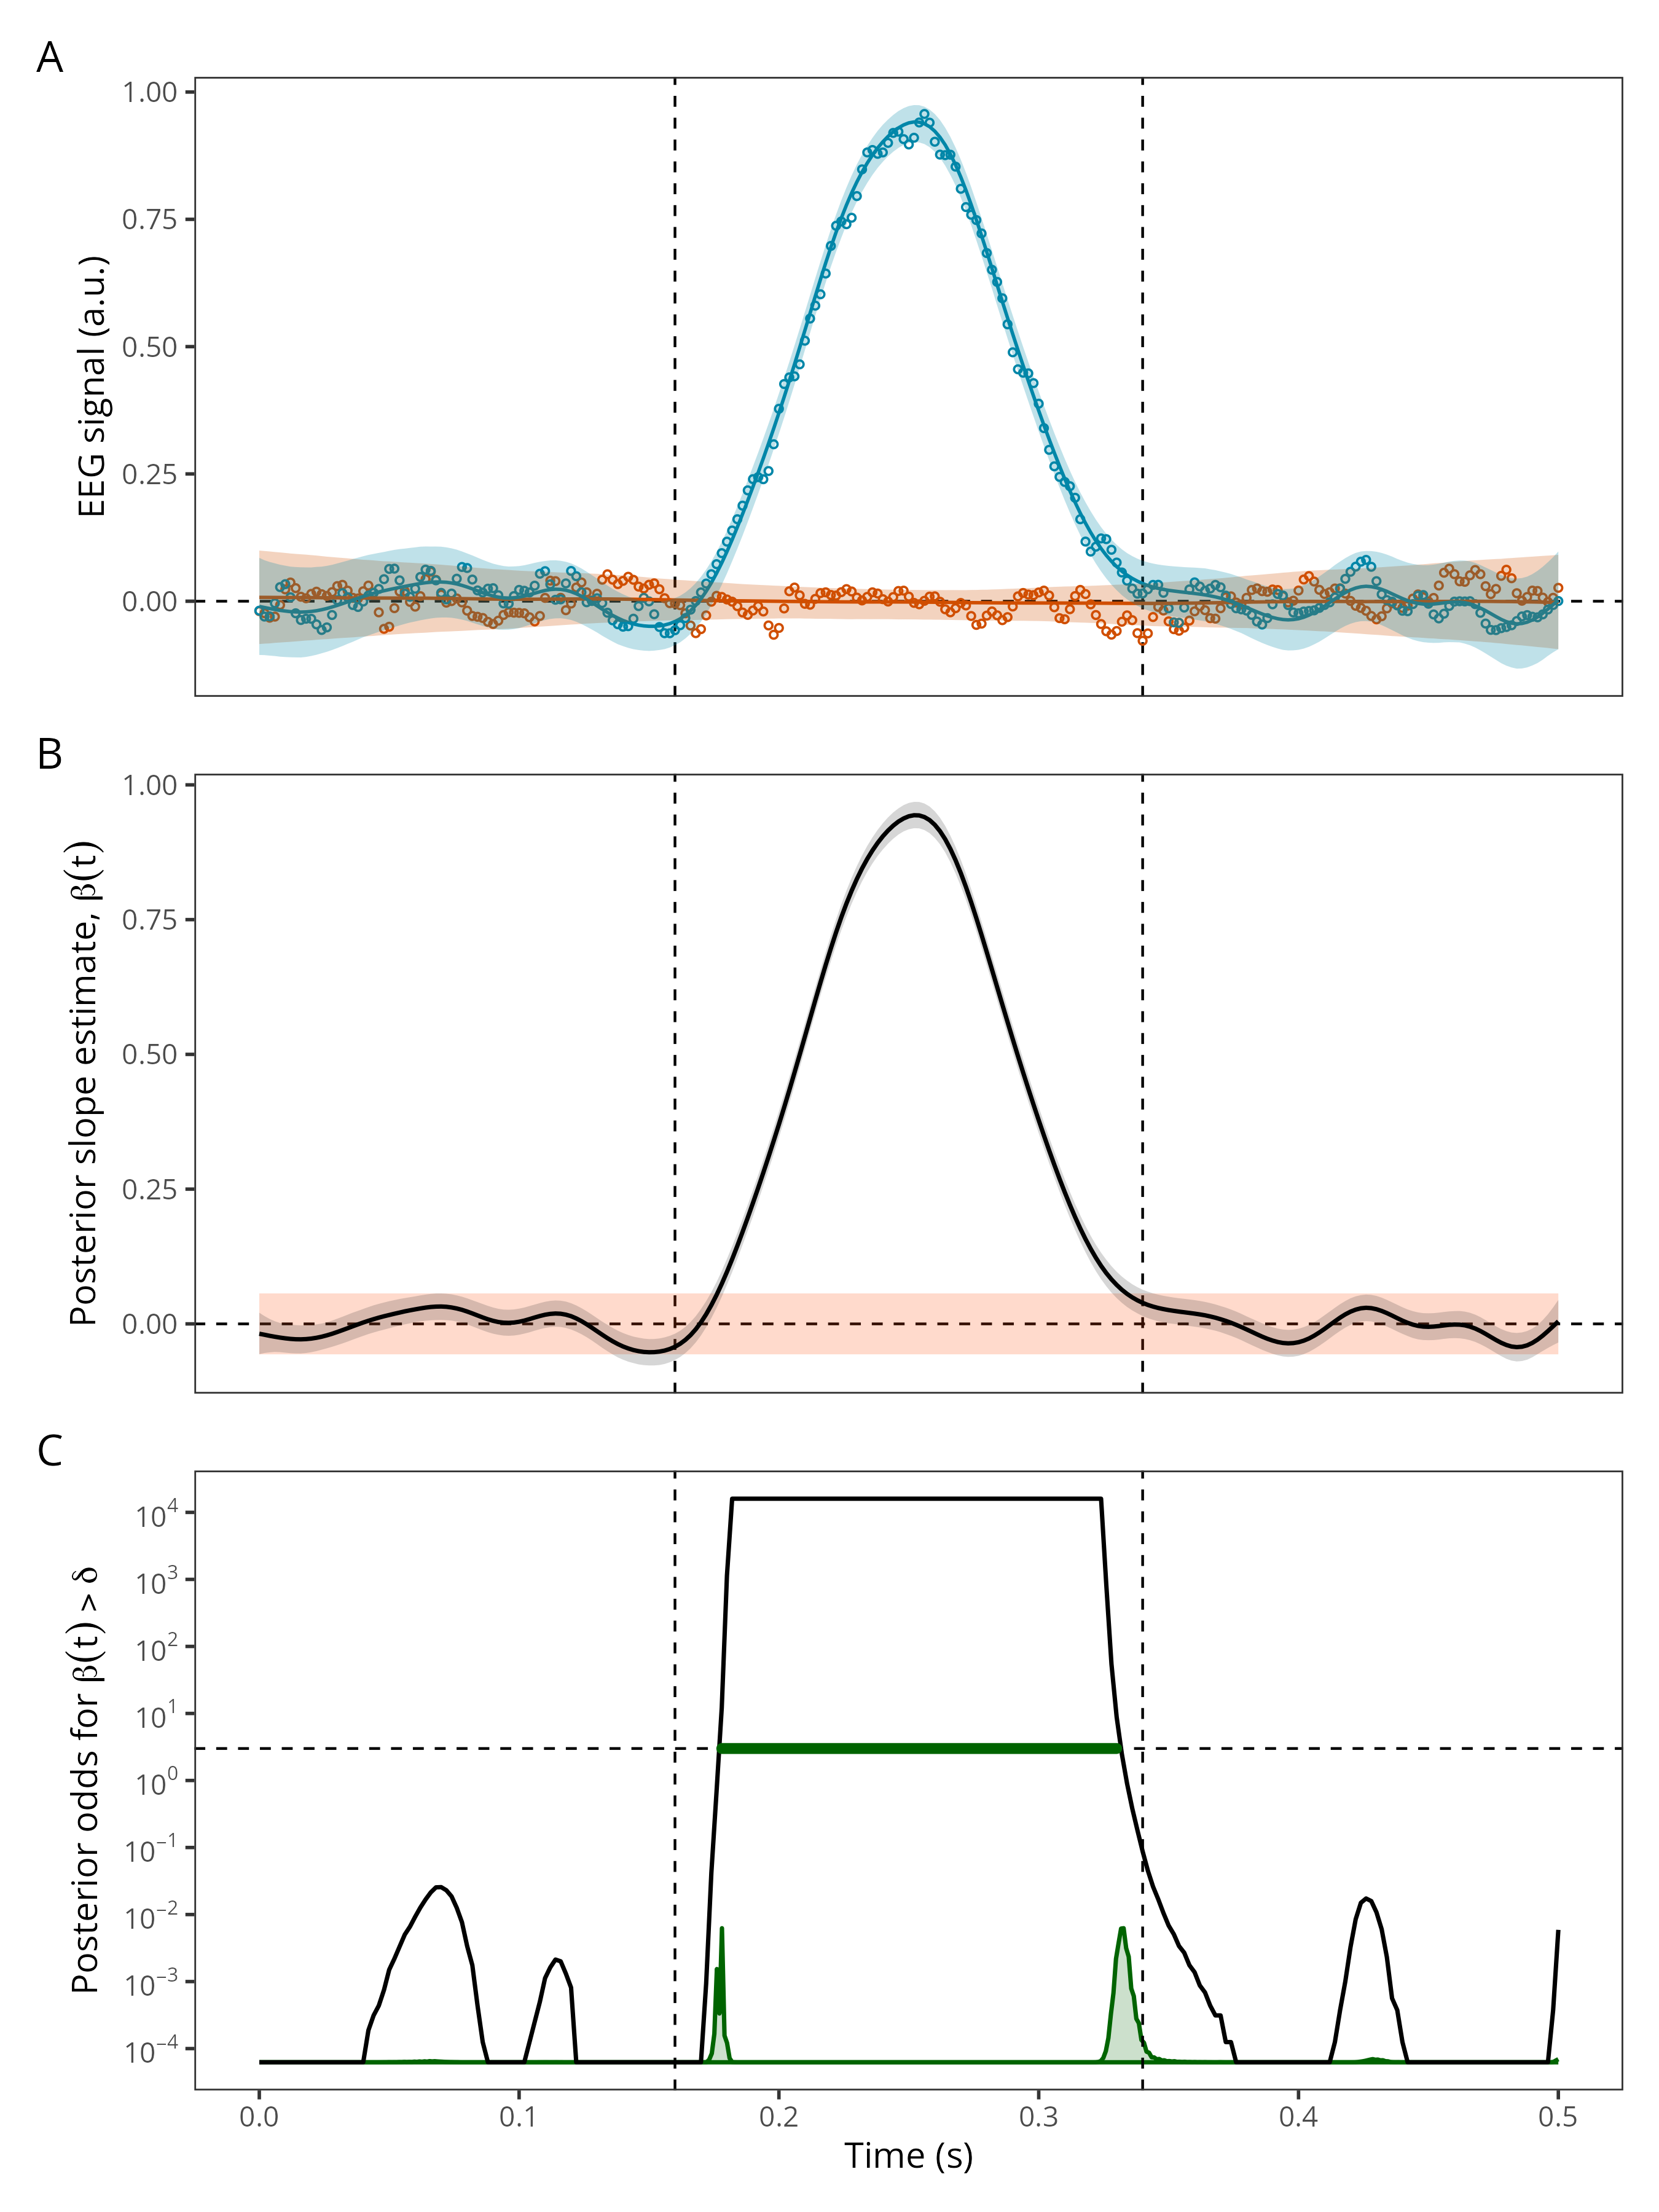 A
1.00
0.75
0.50
0.25
0.00
EEG signal (a.u.)
B
1.00
0.75
0.50
0.25
0.00
Posterior slope estimate, β(t)
C
10⁴
10³
10²
10¹
10⁰
10⁻¹
10⁻²
10⁻³
10⁻⁴
Posterior odds for β(t) > δ
0.0 0.1 0.2 0.3 0.4 0.5
Time (s)